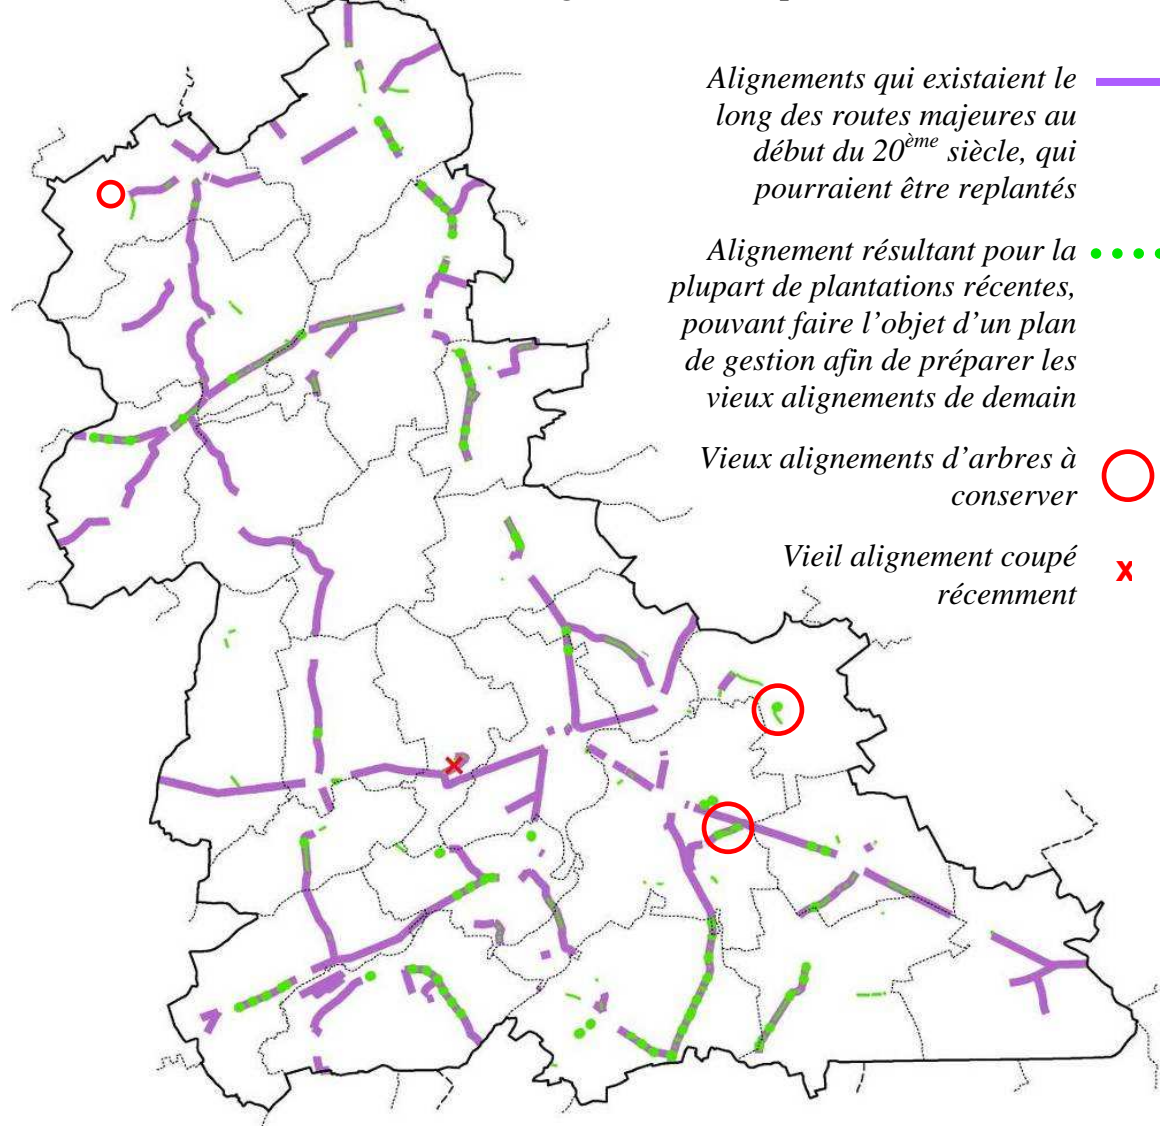 Alignements qui existaient le
long des routes majeures au
début du 20ème siècle, qui
pourraient être replantés
Alignement résultant pour la
plupart de plantations récentes,
pouvant faire l'objet d'un plan
de gestion afin de préparer les
vieux alignements de demain
Vieux alignements d'arbres à
conserver
Vieil alignement coupé
récemment